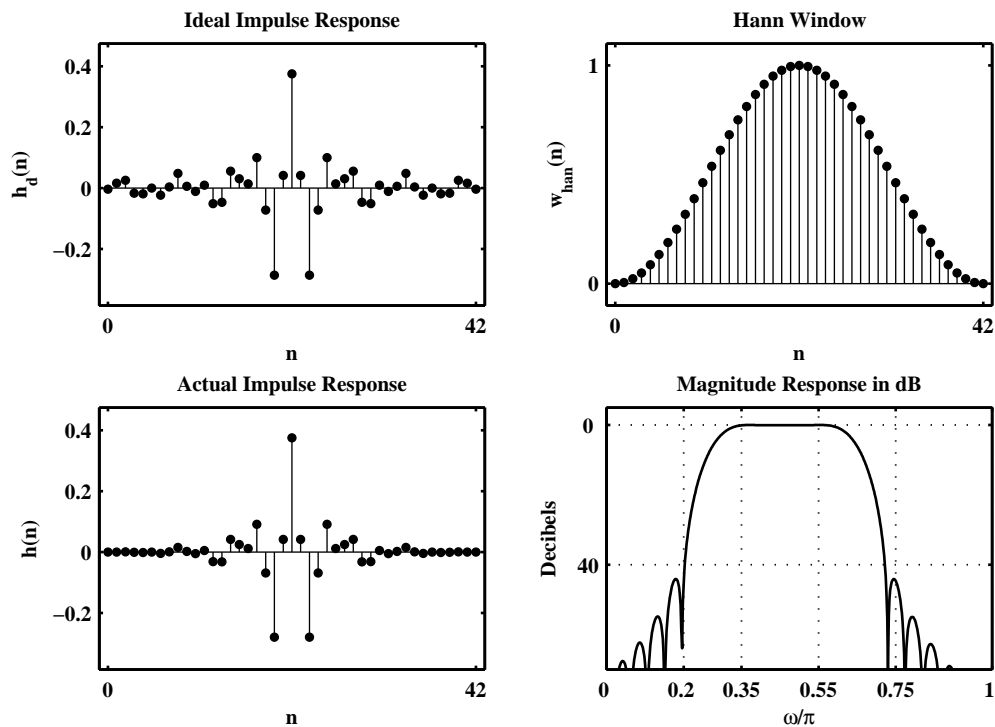 Ideal Impulse Response
h_d(n)
0.4
0.2
0
−0.2
0
42
n
Hann Window
w_han(n)
1
0
0
42
n
Actual Impulse Response
h(n)
0.4
0.2
0
−0.2
0
42
n
Magnitude Response in dB
Decibels
0
40
0
0.2
0.35
0.55
0.75
1
ω/π